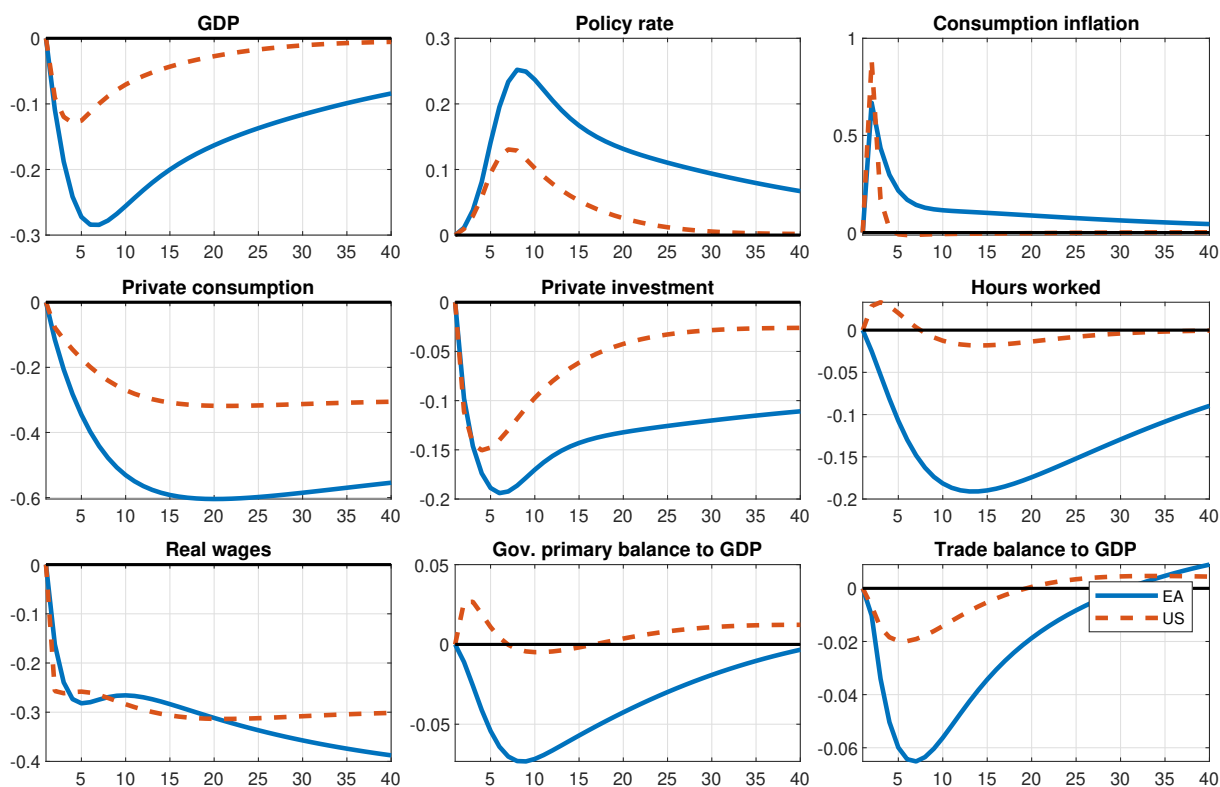 GDP
0
-0.1
-0.2
-0.3
5 10 15 20 25 30 35 40
Policy rate
0.3
0.2
0.1
0
5 10 15 20 25 30 35 40
Consumption inflation
1
0.5
0
5 10 15 20 25 30 35 40
Private consumption
0
-0.2
-0.4
-0.6
5 10 15 20 25 30 35 40
Private investment
0
-0.05
-0.1
-0.15
-0.2
5 10 15 20 25 30 35 40
Hours worked
0
-0.05
-0.1
-0.15
-0.2
5 10 15 20 25 30 35 40
Real wages
0
-0.1
-0.2
-0.3
-0.4
5 10 15 20 25 30 35 40
Gov. primary balance to GDP
0.05
0
-0.05
5 10 15 20 25 30 35 40
Trade balance to GDP
0
-0.02
-0.04
-0.06
EA
US
5 10 15 20 25 30 35 40